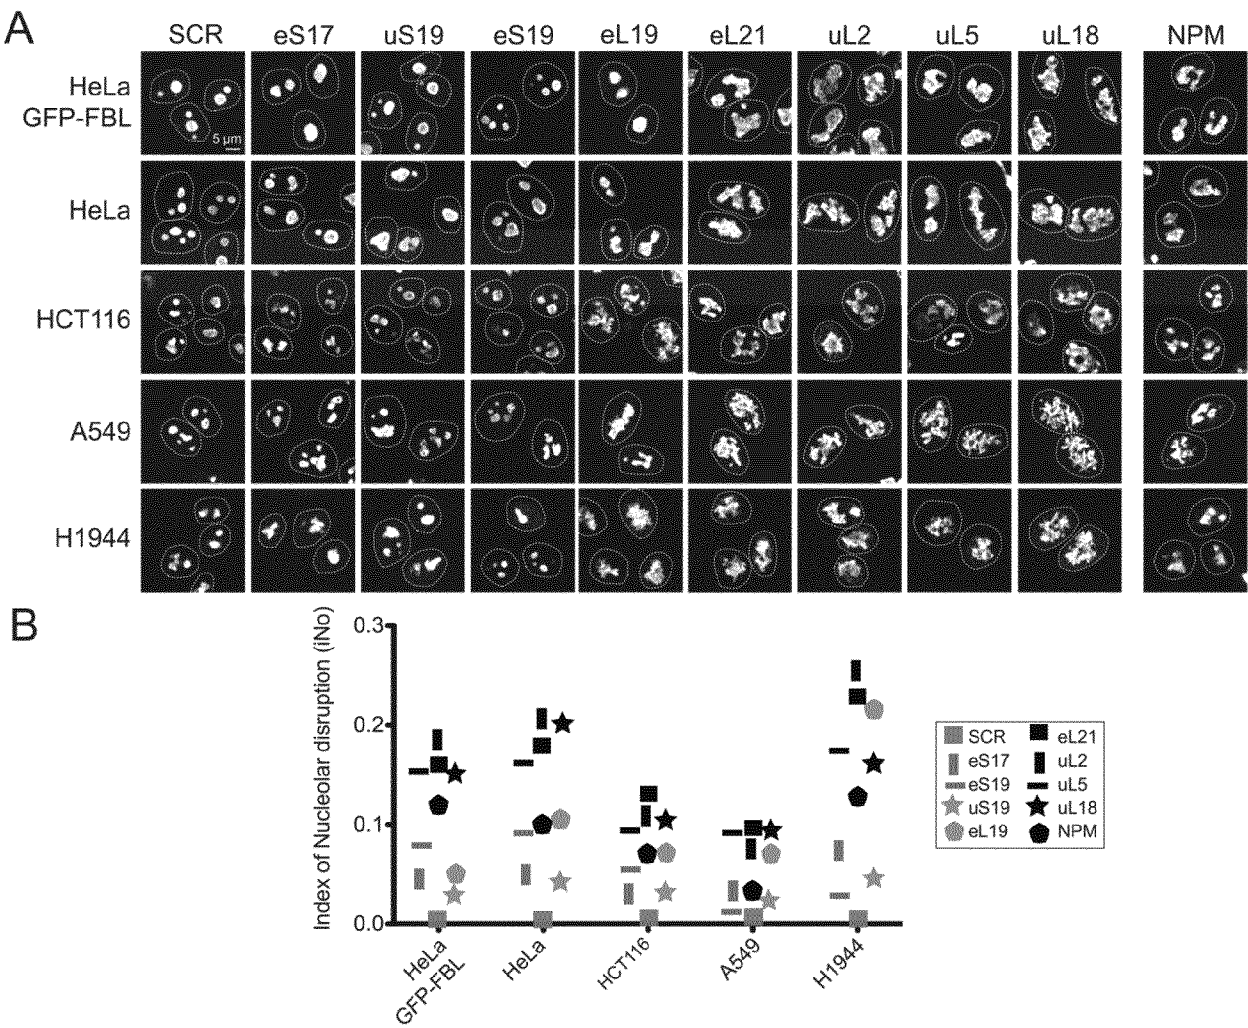 A
SCR eS17 uS19 eS19 eL19 eL21 uL2 uL5 uL18 NPM
HeLa
GFP-FBL
5 µm
HeLa
HCT116
A549
H1944
B
Index of Nucleolar disruption (iNo)
0.3
0.2
0.1
0.0
HeLa
GFP-FBL
HeLa
HCT116
A549
H1944
SCR eL21
eS17 uL2
eS19 uL5
uS19 uL18
eL19 NPM